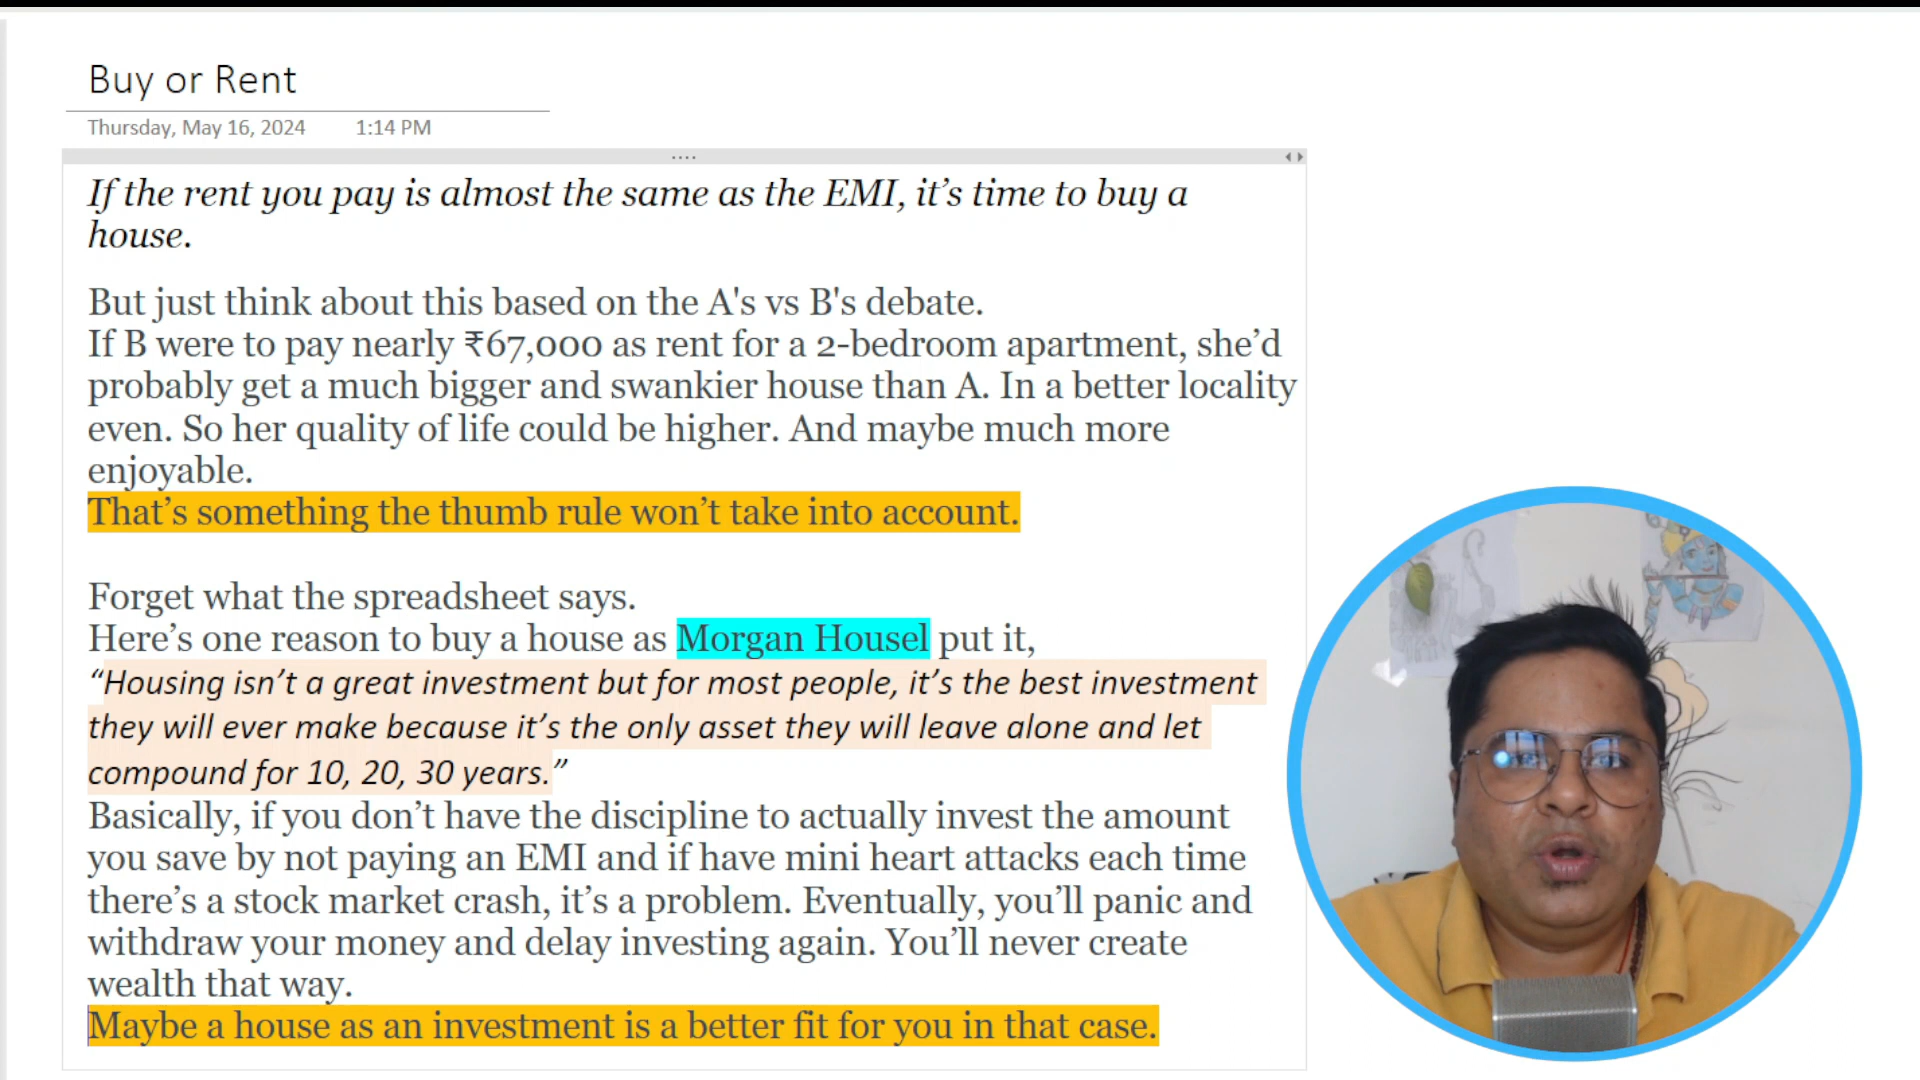 Buy or Rent
Thursday, May 16, 2024 1:14 PM
If the rent you pay is almost the same as the EMI, it’s time to buy a
house.
But just think about this based on the A's vs B's debate.
If B were to pay nearly ₹67,000 as rent for a 2-bedroom apartment, she’d
probably get a much bigger and swankier house than A. In a better locality
even. So her quality of life could be higher. And maybe much more
enjoyable.
That’s something the thumb rule won’t take into account.
Forget what the spreadsheet says.
Here’s one reason to buy a house as Morgan Housel put it,
“Housing isn’t a great investment but for most people, it’s the best investment
they will ever make because it’s the only asset they will leave alone and let
compound for 10, 20, 30 years.”
Basically, if you don’t have the discipline to actually invest the amount
you save by not paying an EMI and if have mini heart attacks each time
there’s a stock market crash, it’s a problem. Eventually, you’ll panic and
withdraw your money and delay investing again. You’ll never create
wealth that way.
Maybe a house as an investment is a better fit for you in that case.